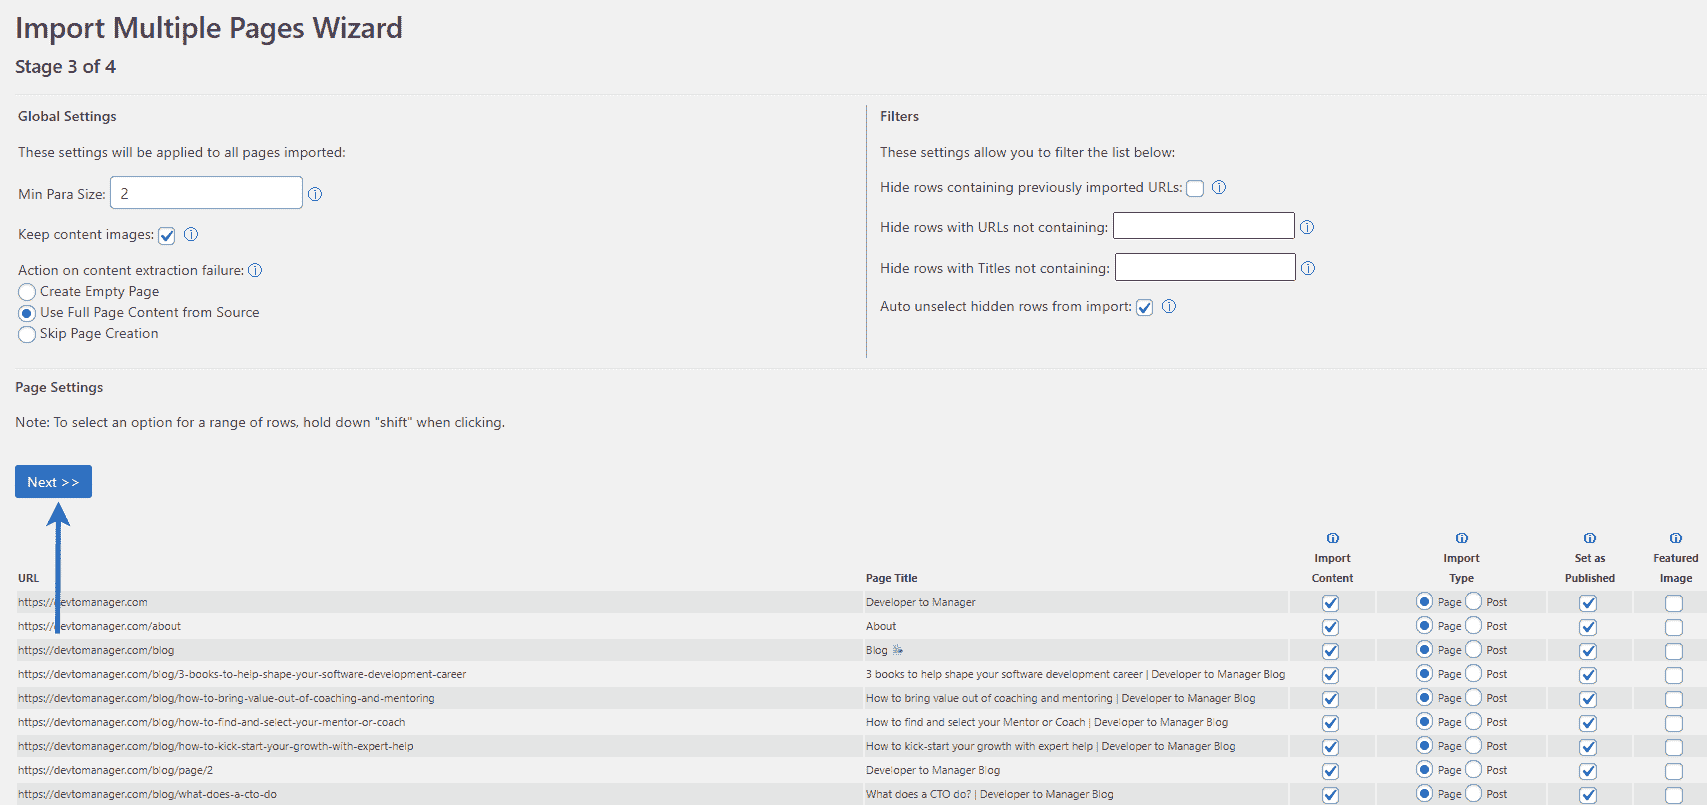 Import Multiple Pages Wizard
Stage 3 of 4
Global Settings
These settings will be applied to all pages imported:
Min Para Size: 2
Keep content images:
Action on content extraction failure:
Create Empty Page
Use Full Page Content from Source
Skip Page Creation
Filters
These settings allow you to filter the list below:
Hide rows containing previously imported URLs:
Hide rows with URLs not containing:
Hide rows with Titles not containing:
Auto unselect hidden rows from import:
Page Settings
Note: To select an option for a range of rows, hold down "shift" when clicking.
Next >>
URL Page Title Import Content Import Type Set as Published Featured Image
https://devtomanager.com Developer to Manager Page Post
https://devtomanager.com/about About Page Post
https://devtomanager.com/blog Blog Page Post
https://devtomanager.com/blog/3-books-to-help-shape-your-software-development-career 3 books to help shape your software development career | Developer to Manager Blog Page Post
https://devtomanager.com/blog/how-to-bring-value-out-of-coaching-and-mentoring How to bring value out of coaching and mentoring | Developer to Manager Blog Page Post
https://devtomanager.com/blog/how-to-find-and-select-your-mentor-or-coach How to find and select your Mentor or Coach | Developer to Manager Blog Page Post
https://devtomanager.com/blog/how-to-kick-start-your-growth-with-expert-help How to kick-start your growth with expert help | Developer to Manager Blog Page Post
https://devtomanager.com/blog/page/2 Developer to Manager Blog Page Post
https://devtomanager.com/blog/what-does-a-cto-do What does a CTO do? | Developer to Manager Blog Page Post